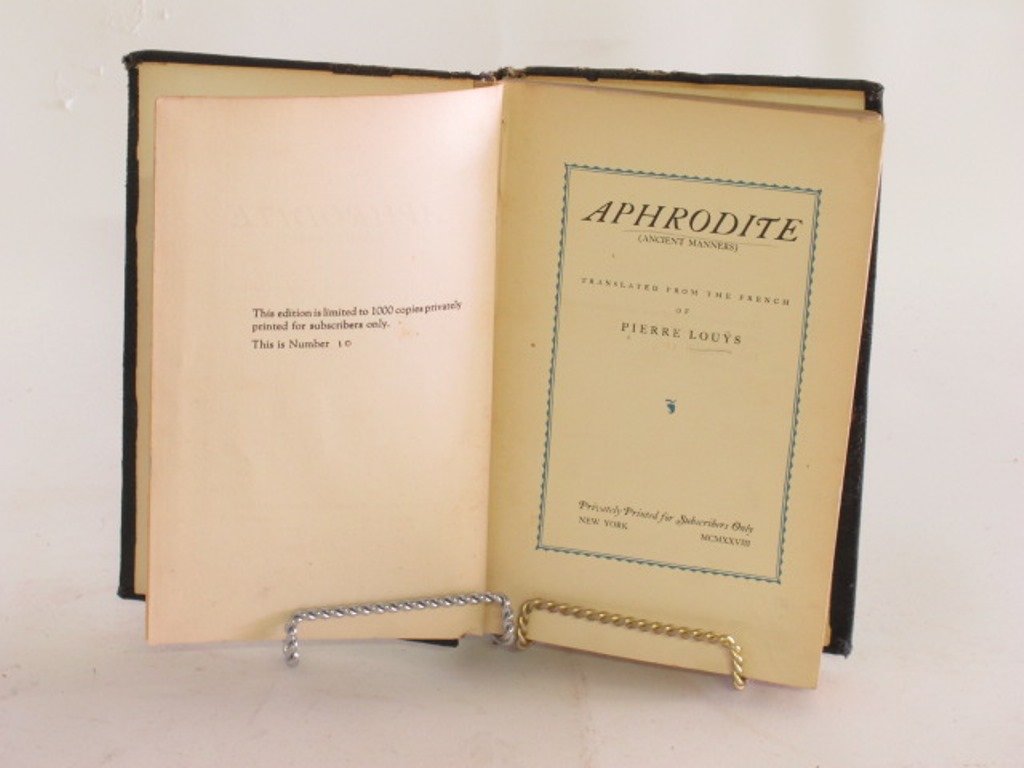 This edition is limited to 1000 copies privately
printed for subscribers only.
This is Number 10
APHRODITE
(ANCIENT MANNERS)
TRANSLATED FROM THE FRENCH
OF
PIERRE LOUŸS
Privately Printed for Subscribers Only
NEW YORK
MCMXXVIII